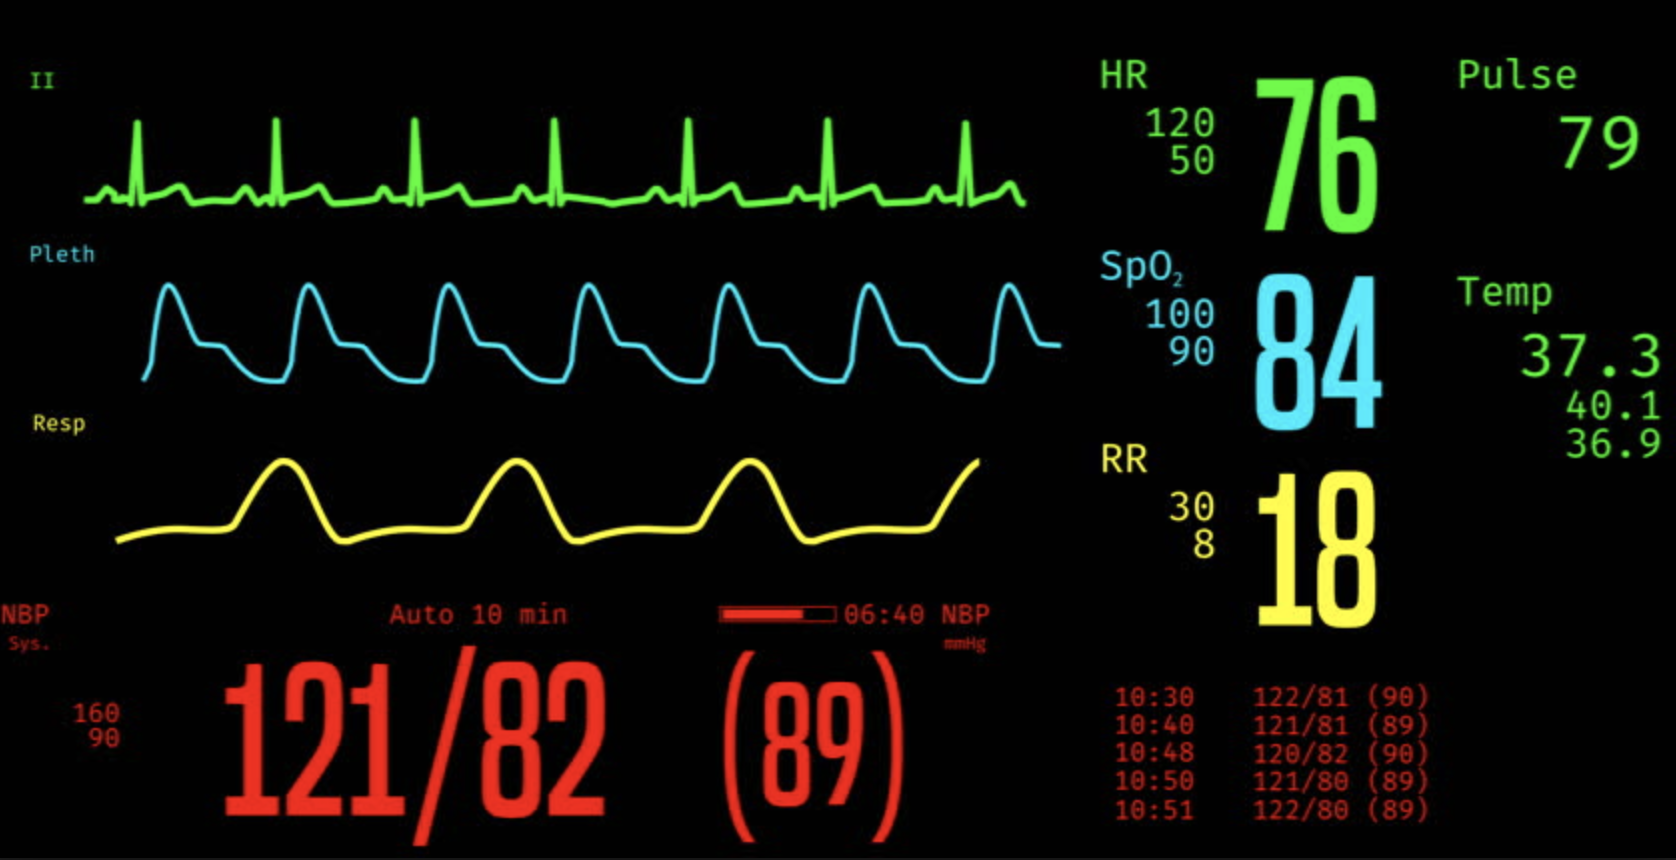 II
HR
120
50
76
Pulse
79
Pleth
SpO₂
100
90
84
Temp
37.3
40.1
36.9
Resp
RR
30
8
18
NBP
Auto 10 min
06:40 NBP
Sys.
mmHg
160
90
121/82
(89)
10:30 122/81 (90)
10:40 121/81 (89)
10:48 120/82 (90)
10:50 121/80 (89)
10:51 122/80 (89)